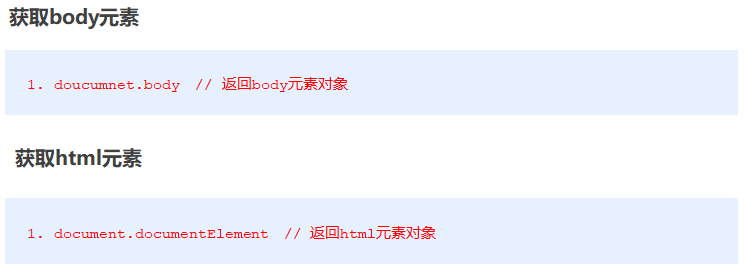 获取body元素
1. doucumnet.body // 返回body元素对象
获取html元素
1. document.documentElement // 返回html元素对象